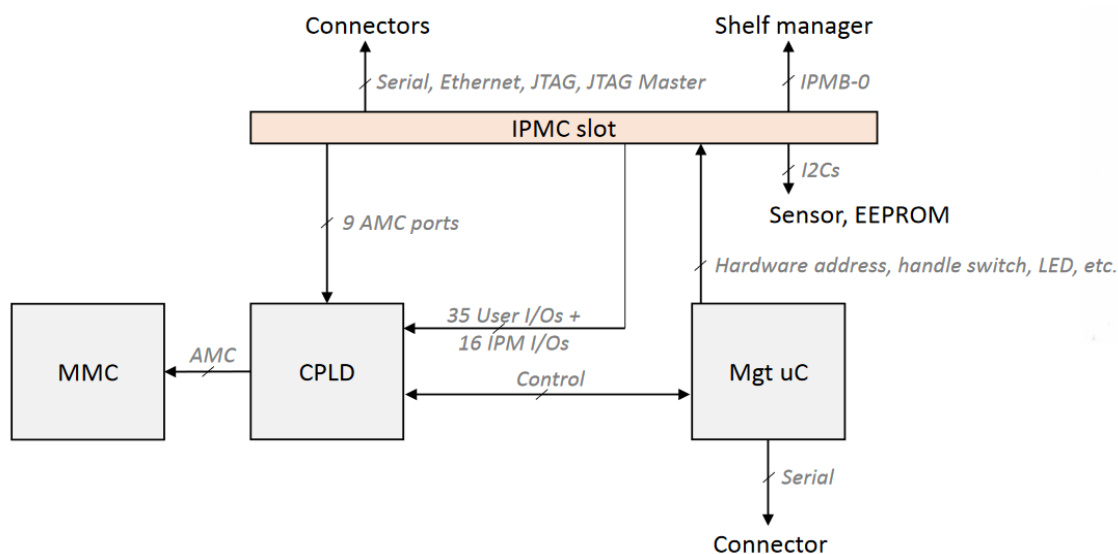 Connectors
Shelf manager
Serial, Ethernet, JTAG, JTAG Master
IPMB-0
IPMC slot
I2Cs
Sensor, EEPROM
9 AMC ports
Hardware address, handle switch, LED, etc.
35 User I/Os +
16 IPM I/Os
AMC
MMC
CPLD
Control
Mgt uC
Serial
Connector